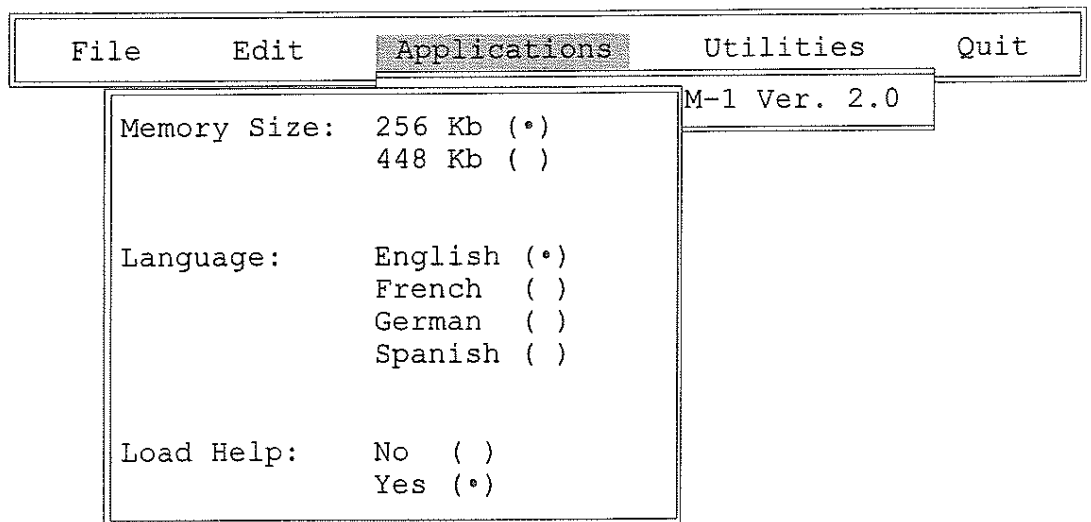 File Edit Applications Utilities Quit
M-1 Ver. 2.0
Memory Size: 256 Kb (•)
448 Kb ( )
Language: English (•)
French ( )
German ( )
Spanish ( )
Load Help: No ( )
Yes (•)